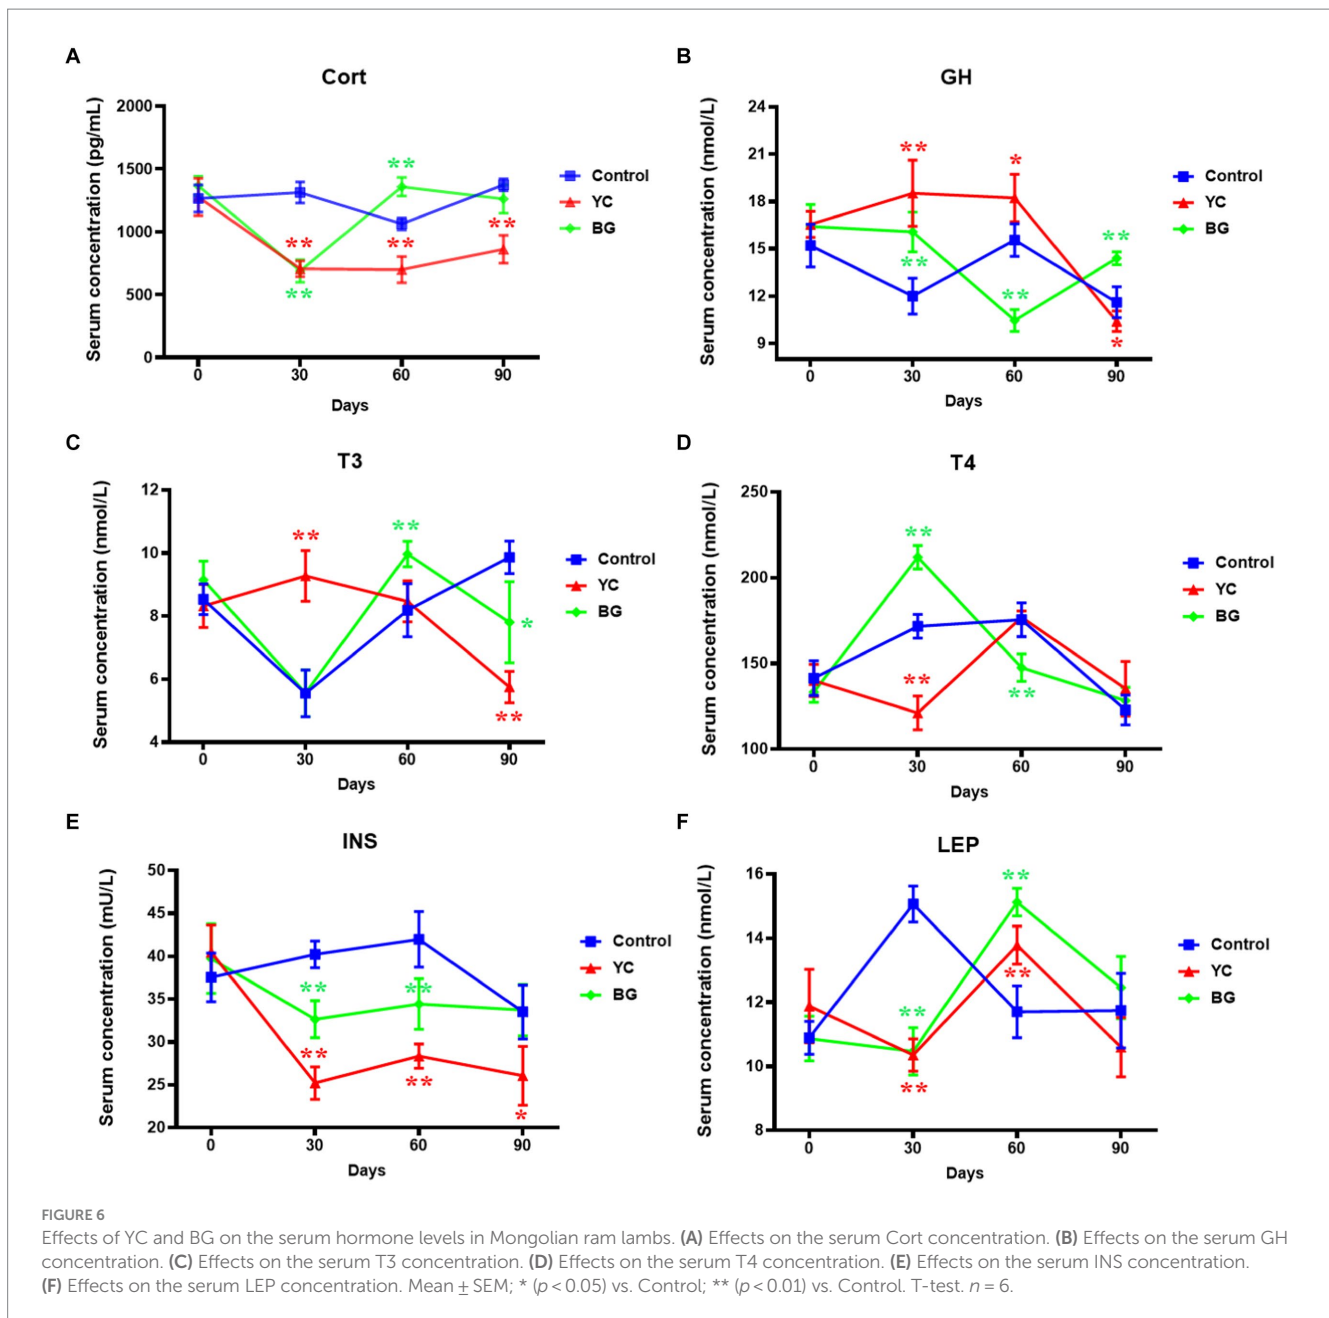 A
Cort
Serum concentration (pg/mL)
2000
1500
1000
500
0
0 30 60 90
Days
** ** ** ** **
Control
YC
BG
B
GH
Serum concentration (nmol/L)
24
21
18
15
12
9
0 30 60 90
Days
** * ** ** ** *
Control
YC
BG
C
T3
Serum concentration (nmol/L)
12
10
8
6
4
0 30 60 90
Days
** ** * **
Control
YC
BG
D
T4
Serum concentration (nmol/L)
250
200
150
100
0 30 60 90
Days
** ** **
Control
YC
BG
E
INS
Serum concentration (mU/L)
50
45
40
35
30
25
20
0 30 60 90
Days
** ** ** ** *
Control
YC
BG
F
LEP
Serum concentration (nmol/L)
16
14
12
10
8
0 30 60 90
Days
** ** ** **
Control
YC
BG
FIGURE 6
Effects of YC and BG on the serum hormone levels in Mongolian ram lambs. (A) Effects on the serum Cort concentration. (B) Effects on the serum GH
concentration. (C) Effects on the serum T3 concentration. (D) Effects on the serum T4 concentration. (E) Effects on the serum INS concentration.
(F) Effects on the serum LEP concentration. Mean ± SEM; * (p < 0.05) vs. Control; ** (p < 0.01) vs. Control. T-test. n = 6.